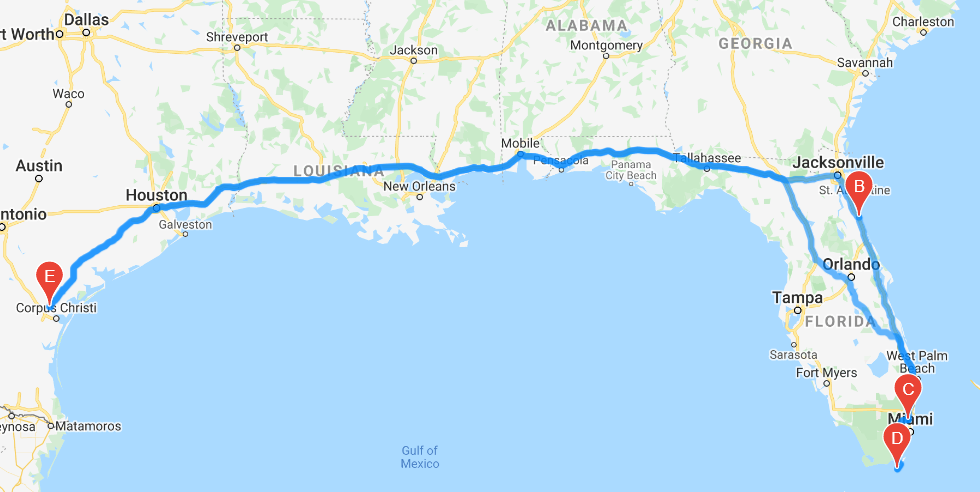 Dallas
rt Worth
Shreveport
ALABAMA
Charleston
Jackson
Montgomery
GEORGIA
Savannah
Waco
Austin
Mobile
Pensacola
Panama
City Beach
Tallahassee
Jacksonville
St. Augustine
B
LOUISIANA
New Orleans
Houston
ntonio
Galveston
E
Corpus Christi
Orlando
Tampa
FLORIDA
Sarasota
Fort Myers
West Palm
Beach
C
Miami
D
eynosa
Matamoros
Gulf of
Mexico